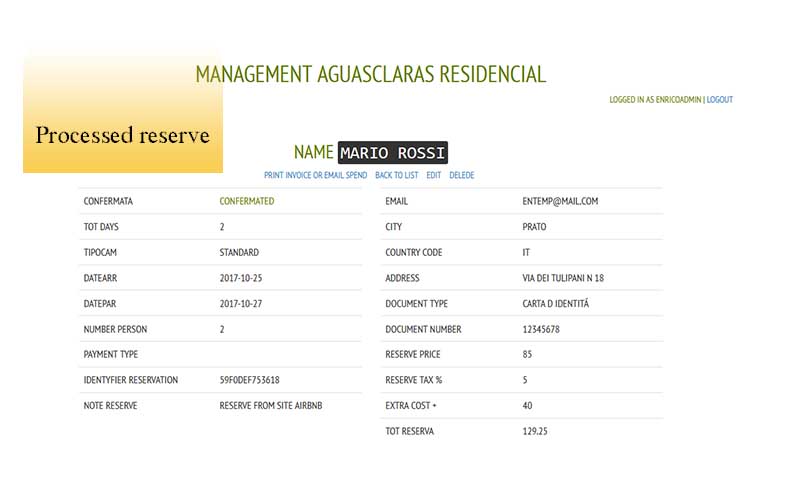 MANAGEMENT AGUASCLARAS RESIDENCIAL
LOGGED IN AS ENRICOADMIN | LOGOUT
Processed reserve
NAME MARIO ROSSI
PRINT INVOICE OR EMAIL SPEND BACK TO LIST EDIT DELEDE
CONFERMATA CONFERMATED
TOT DAYS 2
TIPOCAM STANDARD
DATEARR 2017-10-25
DATEPAR 2017-10-27
NUMBER PERSON 2
PAYMENT TYPE
IDENTYFIER RESERVATION 59F0DEF753618
NOTE RESERVE RESERVE FROM SITE AIRBNB
EMAIL ENTEMP@MAIL.COM
CITY PRATO
COUNTRY CODE IT
ADDRESS VIA DEI TULIPANI N 18
DOCUMENT TYPE CARTA D IDENTITÁ
DOCUMENT NUMBER 12345678
RESERVE PRICE 85
RESERVE TAX % 5
EXTRA COST + 40
TOT RESERVA 129.25